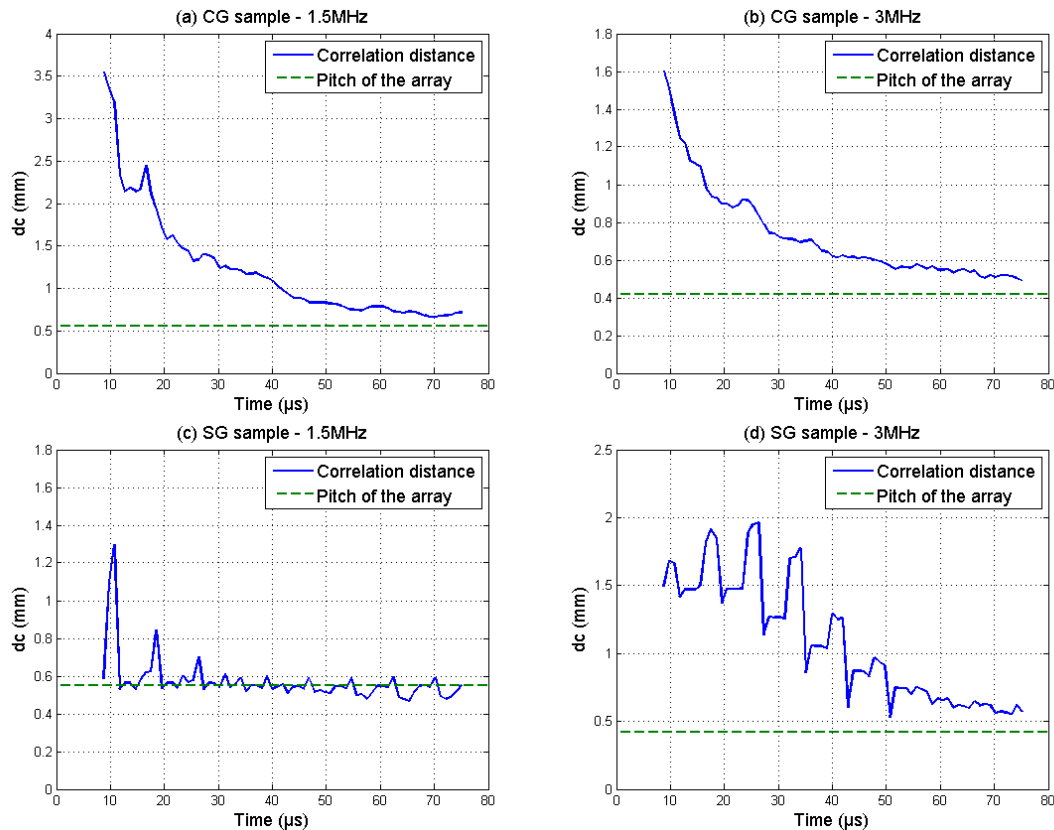 (a) CG sample - 1.5MHz
4
3.5
3
2.5
2
1.5
1
0.5
0
dc (mm)
Correlation distance
Pitch of the array
0 10 20 30 40 50 60 70 80
Time (µs)
(b) CG sample - 3MHz
1.8
1.6
1.4
1.2
1
0.8
0.6
0.4
0.2
0
dc (mm)
Correlation distance
Pitch of the array
0 10 20 30 40 50 60 70 80
Time (µs)
(c) SG sample - 1.5MHz
1.8
1.6
1.4
1.2
1
0.8
0.6
0.4
0.2
0
dc (mm)
Correlation distance
Pitch of the array
0 10 20 30 40 50 60 70 80
Time (µs)
(d) SG sample - 3MHz
2.5
2
1.5
1
0.5
0
dc (mm)
Correlation distance
Pitch of the array
0 10 20 30 40 50 60 70 80
Time (µs)